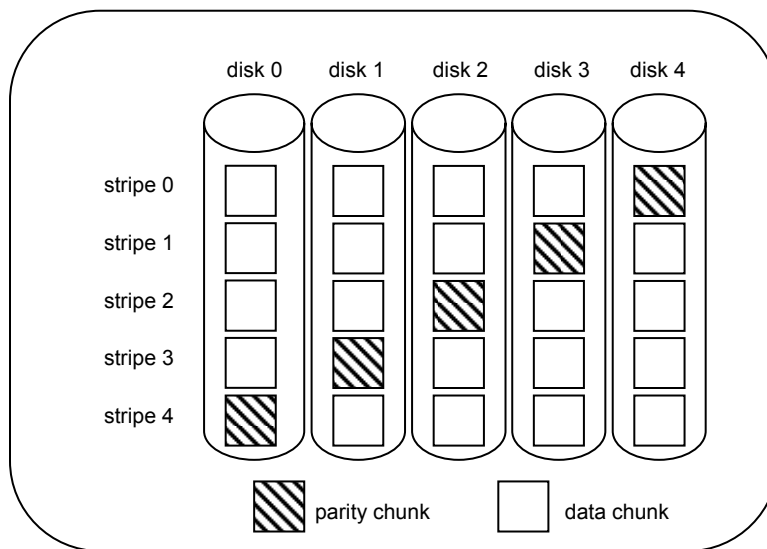 disk 0 disk 1 disk 2 disk 3 disk 4
stripe 0
stripe 1
stripe 2
stripe 3
stripe 4
parity chunk data chunk